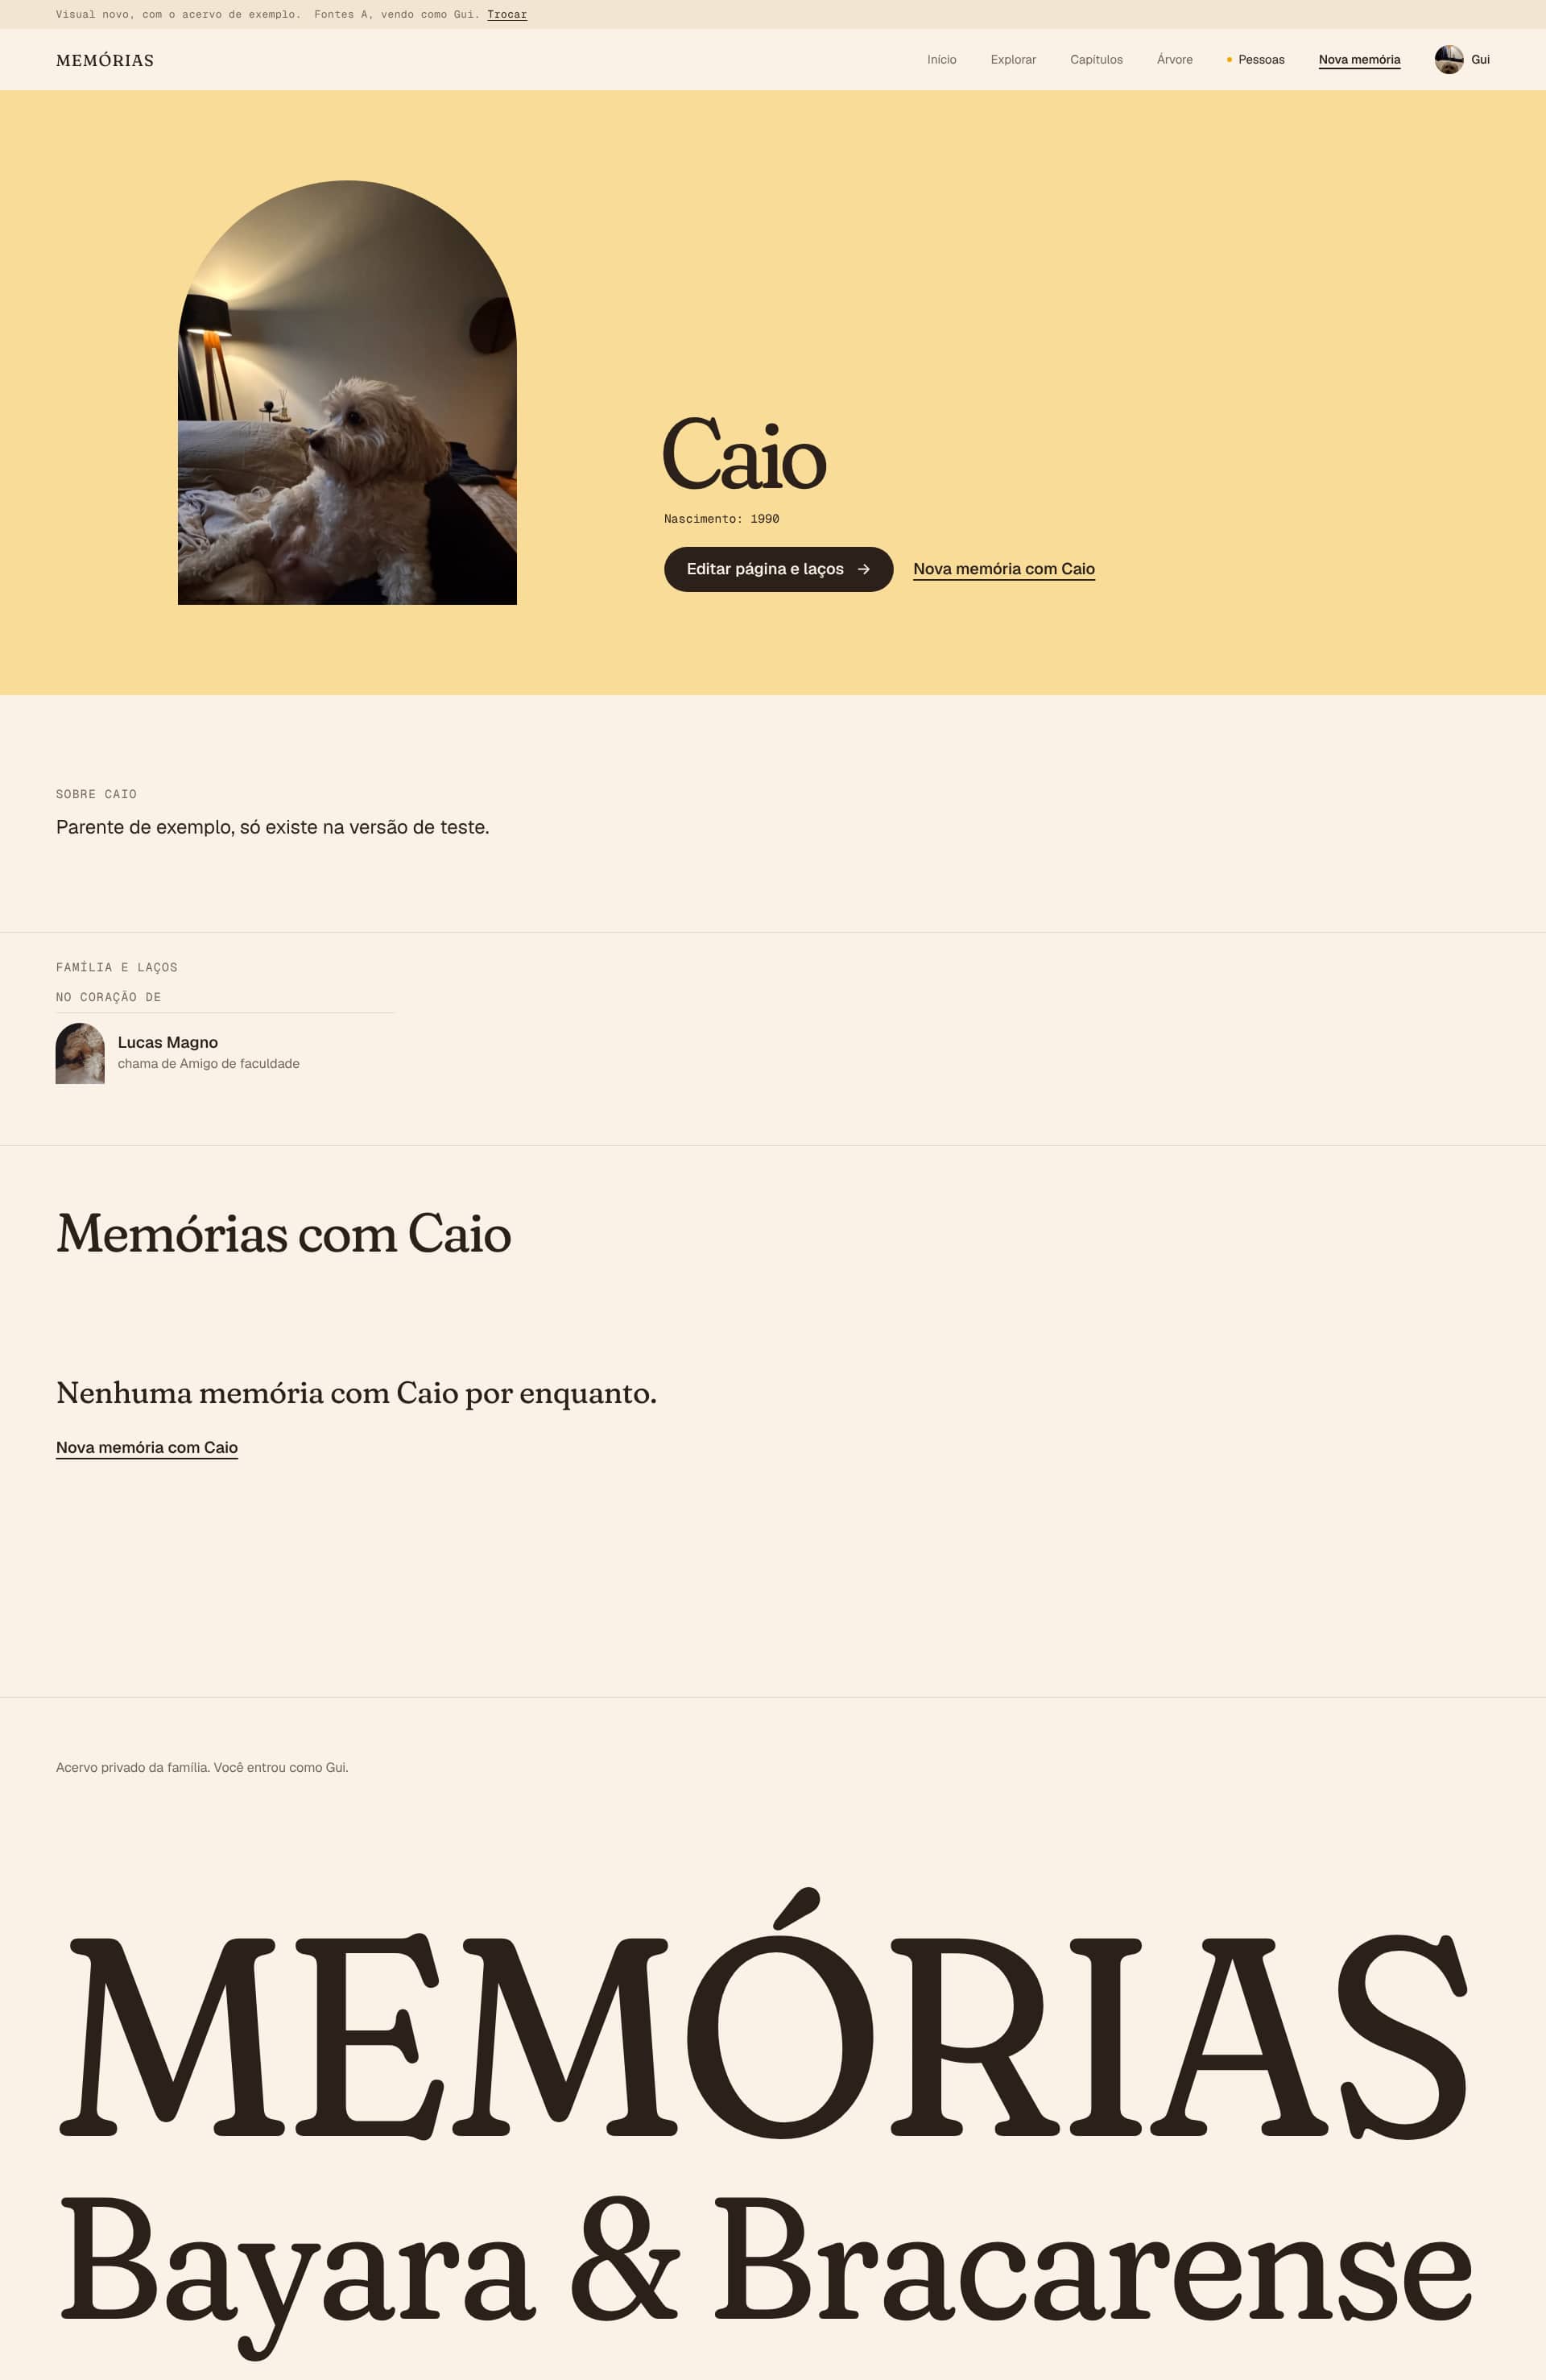 Visual novo, com o acervo de exemplo. Fontes A, vendo como Gui. Trocar
MEMÓRIAS
Início Explorar Capítulos Árvore Pessoas Nova memória Gui
Caio
Nascimento: 1990
Editar página e laços → Nova memória com Caio
SOBRE CAIO
Parente de exemplo, só existe na versão de teste.
FAMÍLIA E LAÇOS
NO CORAÇÃO DE
Lucas Magno
chama de Amigo de faculdade
Memórias com Caio
Nenhuma memória com Caio por enquanto.
Nova memória com Caio
Acervo privado da família. Você entrou como Gui.
MEMÓRIAS
Bayara & Bracarense